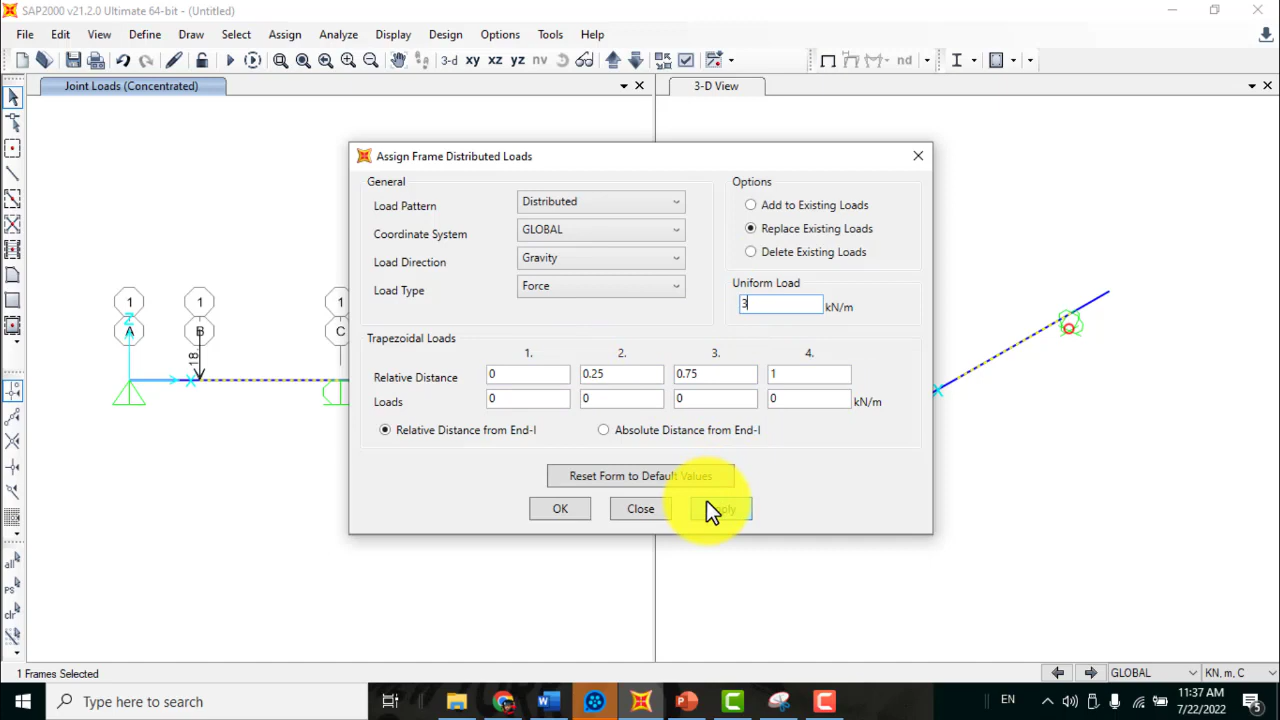 SAP2000 v21.2.0 Ultimate 64-bit - (Untitled)
File Edit View Define Draw Select Assign Analyze Display Design Options Tools Help
3-d xy xz yz nv nd
Joint Loads (Concentrated)
3-D View
Assign Frame Distributed Loads
General
Load Pattern Distributed
Coordinate System GLOBAL
Load Direction Gravity
Load Type Force
Options
Add to Existing Loads
Replace Existing Loads
Delete Existing Loads
Uniform Load
3 kN/m
Trapezoidal Loads
1. 2. 3. 4.
Relative Distance 0 0.25 0.75 1
Loads 0 0 0 0 kN/m
Relative Distance from End-I Absolute Distance from End-I
Reset Form to Default Values
OK Close
1 1 1
Z
A B C
18.
all
PS
clr
1 Frames Selected
GLOBAL KN, m, C
Type here to search
EN
11:37 AM
7/22/2022
5